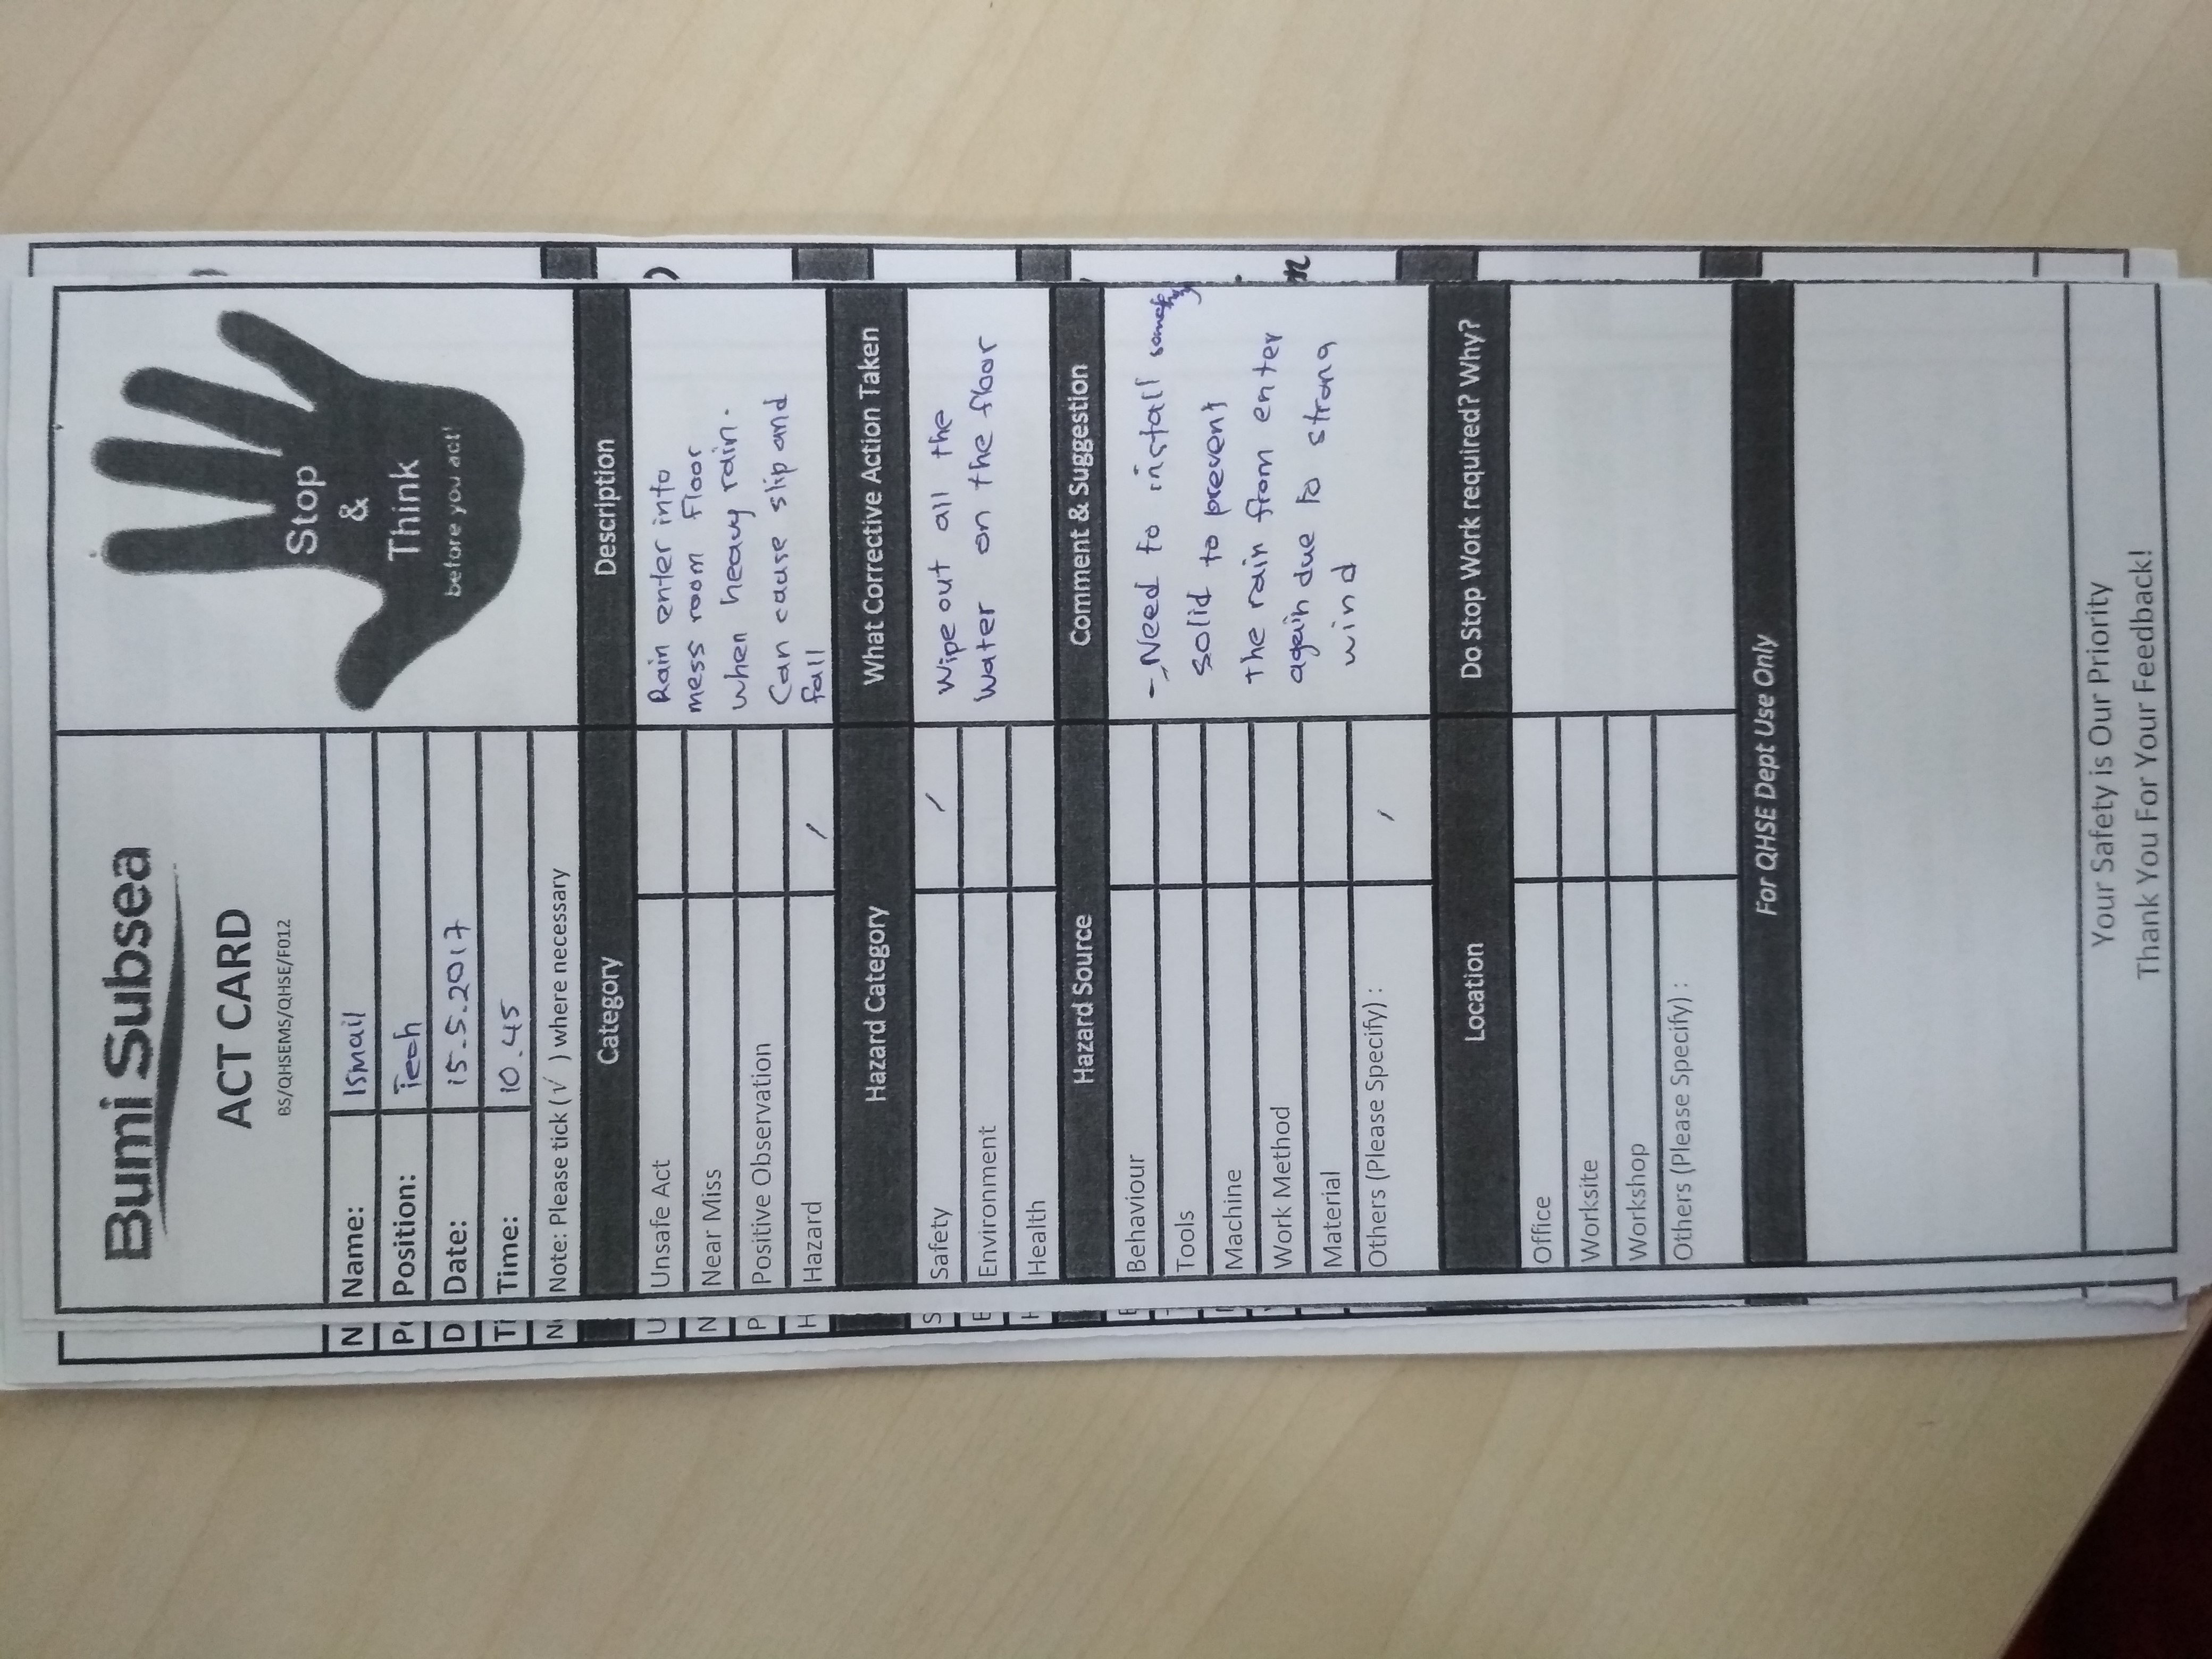 Bumi Subsea
ACT CARD
BS/QHSEMS/QHSE/F012
Stop
&
Think
before you act!
Name: Ismail
Position: Tech
Date: 15.5.2017
Time: 10.45
Note: Please tick (√ ) where necessary
Category
Description
Unsafe Act
Near Miss
Positive Observation
Hazard /
Rain enter into
mess room Floor
when heavy rain.
Can cause slip and
fall
Hazard Category
What Corrective Action Taken
Safety /
Environment
Health
Wipe out all the
water on the floor
Hazard Source
Comment & Suggestion
Behaviour
Tools
Machine
Work Method
Material
Others (Please Specify) : /
- Need to install
solid to prevent
the rain from enter
again due to strong
wind
Location
Do Stop Work required? Why?
Office
Worksite
Workshop
Others (Please Specify) :
For QHSE Dept Use Only
Your Safety is Our Priority
Thank You For Your Feedback!